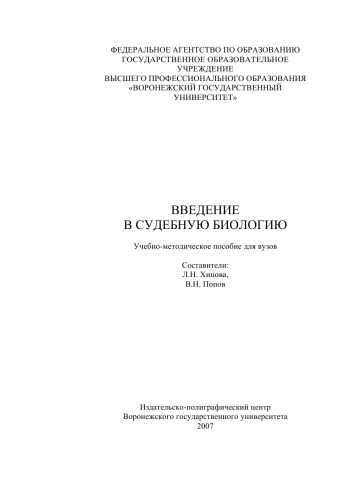 ФЕДЕРАЛЬНОЕ АГЕНТСТВО ПО ОБРАЗОВАНИЮ
ГОСУДАРСТВЕННОЕ ОБРАЗОВАТЕЛЬНОЕ
УЧРЕЖДЕНИЕ
ВЫСШЕГО ПРОФЕССИОНАЛЬНОГО ОБРАЗОВАНИЯ
«ВОРОНЕЖСКИЙ ГОСУДАРСТВЕННЫЙ
УНИВЕРСИТЕТ»
ВВЕДЕНИЕ
В СУДЕБНУЮ БИОЛОГИЮ
Учебно-методическое пособие для вузов
Составители:
Л.Н. Хицова,
В.Н. Попов
Издательско-полиграфический центр
Воронежского государственного университета
2007